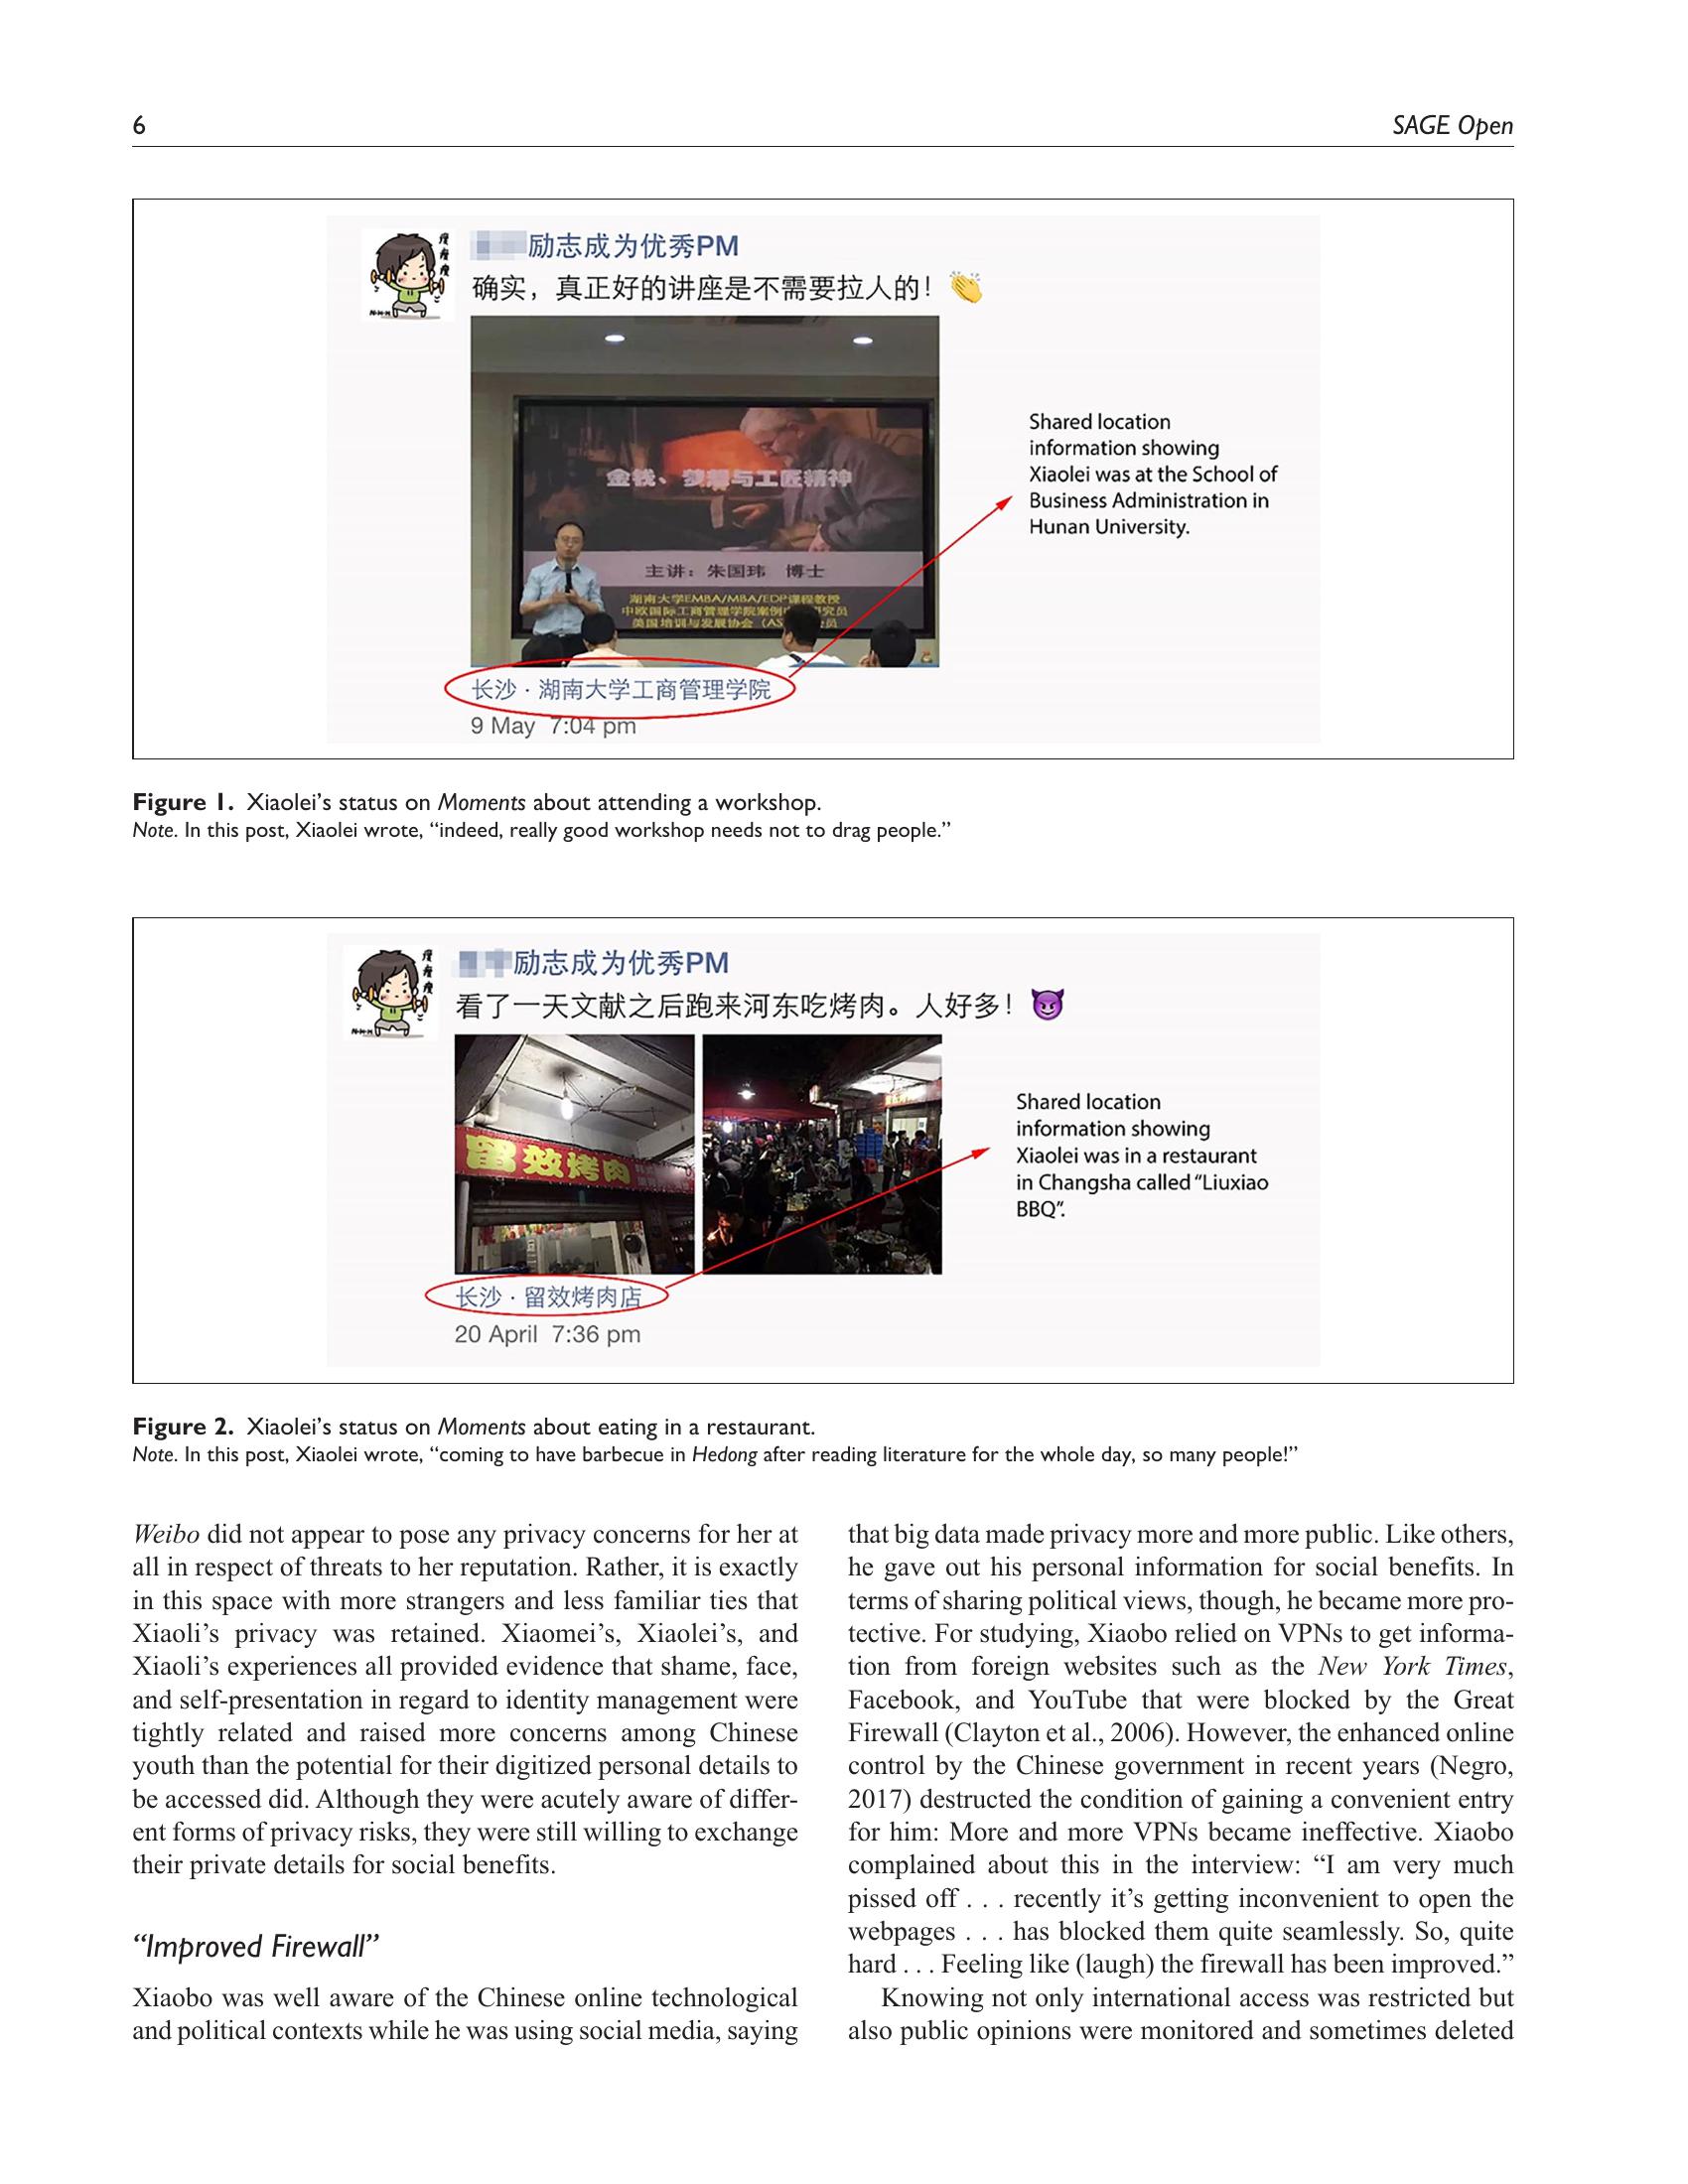 6
SAGE Open
励志成为优秀PM
确实，真正好的讲座是不需要拉人的！
金钱、梦想与工匠精神
主讲：朱国玮 博士
湖南大学EMBA/MBA/EDP课程教授
中欧国际工商管理学院案例中 究员
美国培训与发展协会（AS 会员
长沙 · 湖南大学工商管理学院
9 May 7:04 pm
Shared location
information showing
Xiaolei was at the School of
Business Administration in
Hunan University.
Figure 1. Xiaolei’s status on Moments about attending a workshop.
Note. In this post, Xiaolei wrote, “indeed, really good workshop needs not to drag people.”
励志成为优秀PM
看了一天文献之后跑来河东吃烤肉。人好多！
留效烤肉
长沙 · 留效烤肉店
20 April 7:36 pm
Shared location
information showing
Xiaolei was in a restaurant
in Changsha called “Liuxiao
BBQ”.
Figure 2. Xiaolei’s status on Moments about eating in a restaurant.
Note. In this post, Xiaolei wrote, “coming to have barbecue in Hedong after reading literature for the whole day, so many people!”
Weibo did not appear to pose any privacy concerns for her at
all in respect of threats to her reputation. Rather, it is exactly
in this space with more strangers and less familiar ties that
Xiaoli’s privacy was retained. Xiaomei’s, Xiaolei’s, and
Xiaoli’s experiences all provided evidence that shame, face,
and self-presentation in regard to identity management were
tightly related and raised more concerns among Chinese
youth than the potential for their digitized personal details to
be accessed did. Although they were acutely aware of differ-
ent forms of privacy risks, they were still willing to exchange
their private details for social benefits.
“Improved Firewall”
Xiaobo was well aware of the Chinese online technological
and political contexts while he was using social media, saying
that big data made privacy more and more public. Like others,
he gave out his personal information for social benefits. In
terms of sharing political views, though, he became more pro-
tective. For studying, Xiaobo relied on VPNs to get informa-
tion from foreign websites such as the New York Times,
Facebook, and YouTube that were blocked by the Great
Firewall (Clayton et al., 2006). However, the enhanced online
control by the Chinese government in recent years (Negro,
2017) destructed the condition of gaining a convenient entry
for him: More and more VPNs became ineffective. Xiaobo
complained about this in the interview: “I am very much
pissed off . . . recently it’s getting inconvenient to open the
webpages . . . has blocked them quite seamlessly. So, quite
hard . . . Feeling like (laugh) the firewall has been improved.”
Knowing not only international access was restricted but
also public opinions were monitored and sometimes deleted